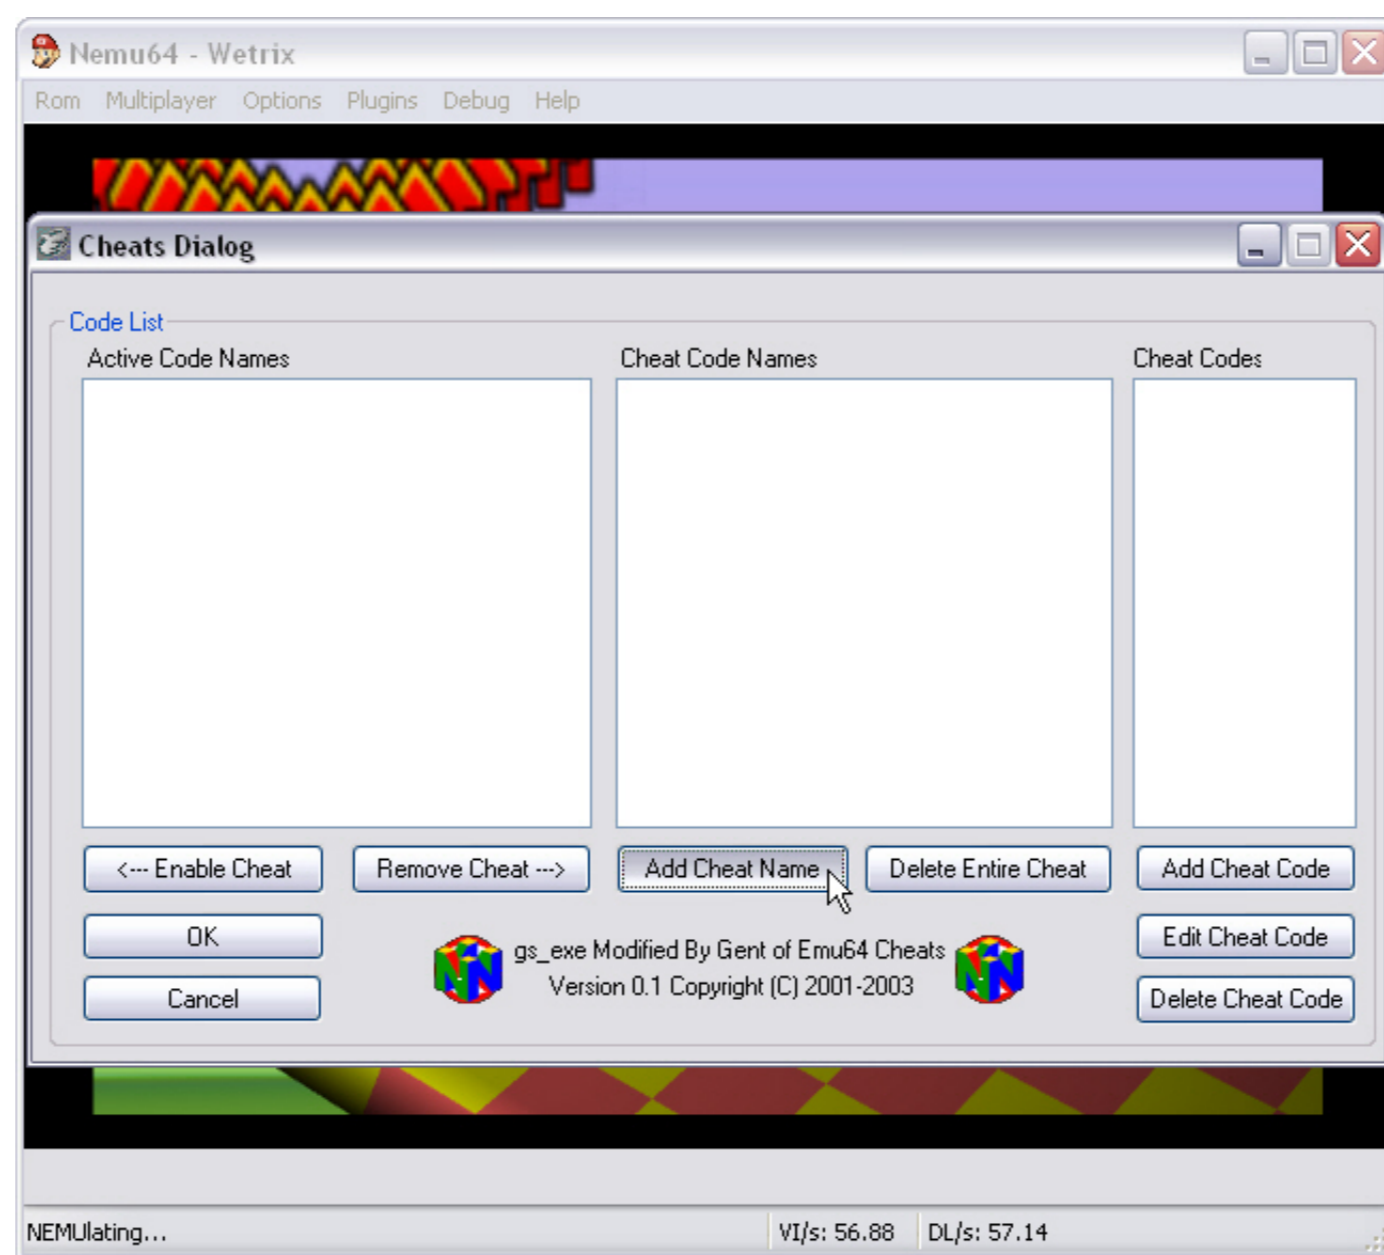 Nemu64 - Wetrix
Rom Multiplayer Options Plugins Debug Help
Cheats Dialog
Code List
Active Code Names Cheat Code Names Cheat Codes
<--- Enable Cheat Remove Cheat ---> Add Cheat Name Delete Entire Cheat Add Cheat Code
OK Edit Cheat Code
gs_exe Modified By Gent of Emu64 Cheats
Version 0.1 Copyright (C) 2001-2003
Cancel Delete Cheat Code
NEMUlating... VI/s: 56.88 DL/s: 57.14